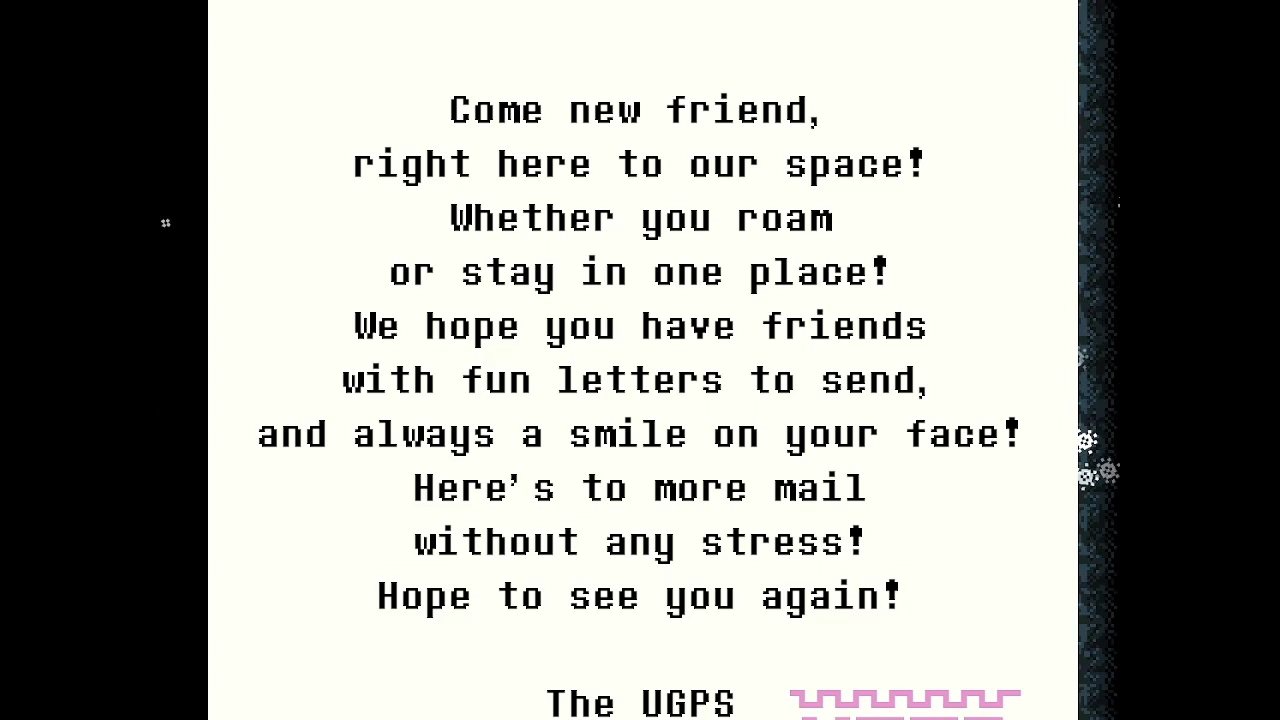 Come new friend,
right here to our space!
Whether you roam
or stay in one place!
We hope you have friends
with fun letters to send,
and always a smile on your face!
Here's to more mail
without any stress!
Hope to see you again!
The UGPS